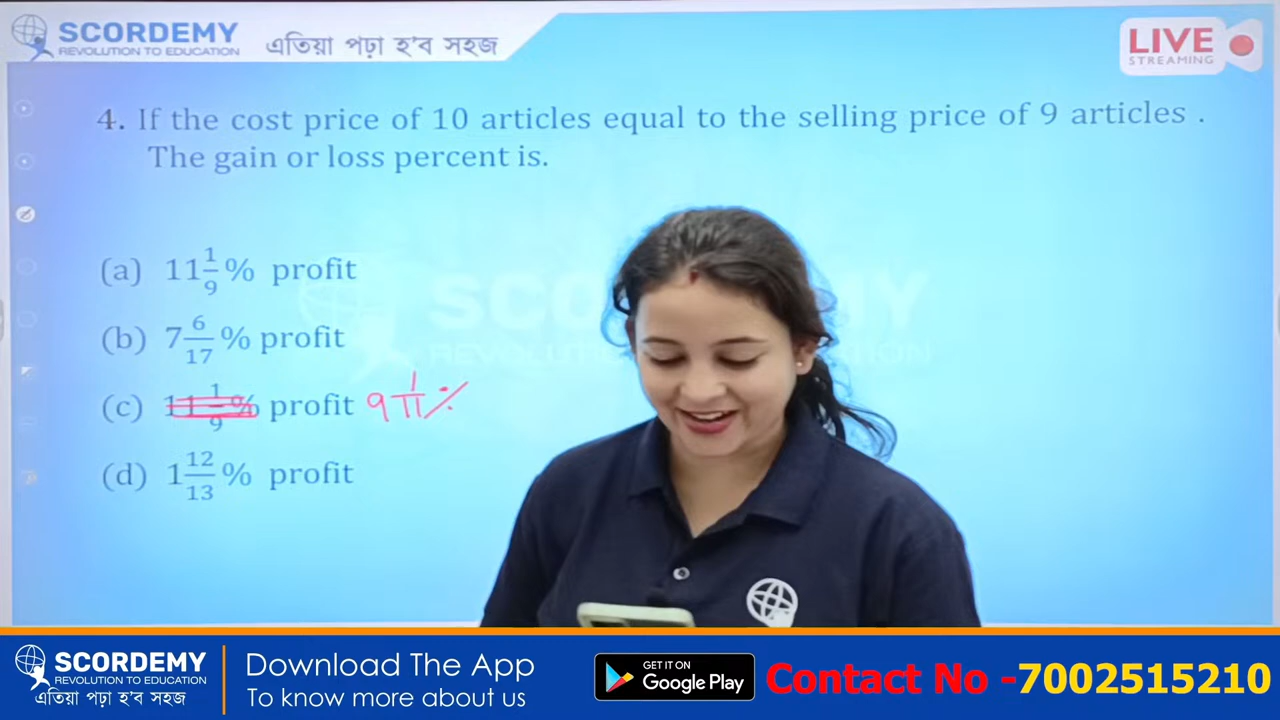 SCORDEMY
REVOLUTION TO EDUCATION
এতিয়া পঢ়া হ'ব সহজ
LIVE
STREAMING
4. If the cost price of 10 articles equal to the selling price of 9 articles .
The gain or loss percent is.
(a) 11 1/9 % profit
(b) 7 6/17 % profit
(c) 11 1/9 % profit 9 1/11 %
(d) 1 12/13 % profit
SCORDEMY
REVOLUTION TO EDUCATION
এতিয়া পঢ়া হ'ব সহজ
Download The App
To know more about us
GET IT ON
Google Play
Contact No -7002515210